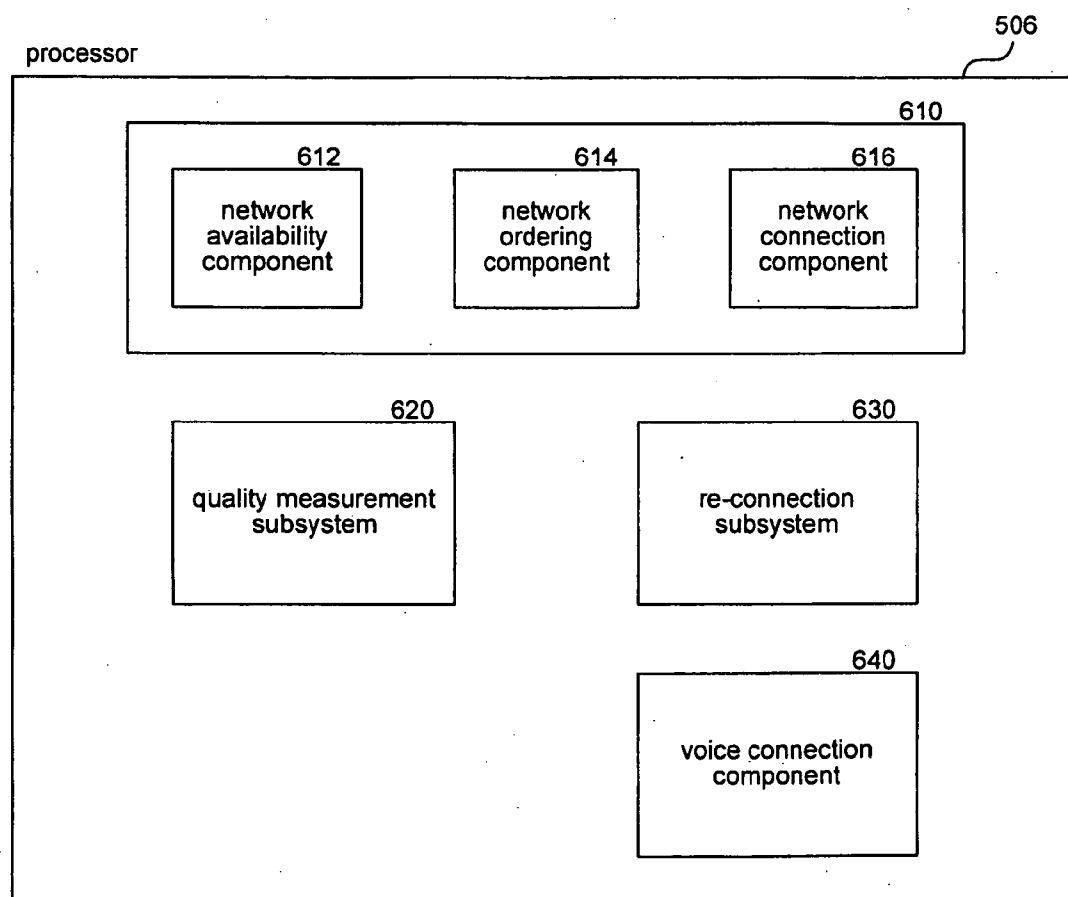 506
processor
610
612
614
616
network
availability
component
network
ordering
component
network
connection
component
620
630
quality measurement
subsystem
re-connection
subsystem
640
voice connection
component